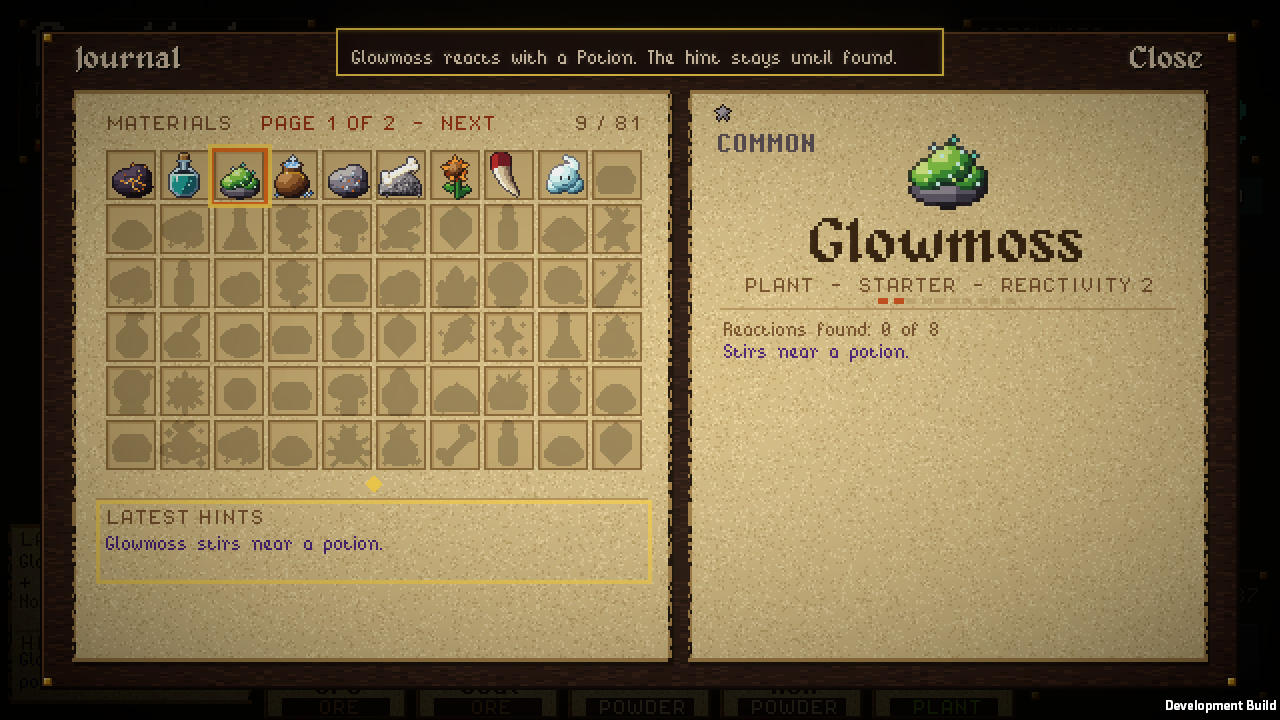 Journal
Glowmoss reacts with a Potion. The hint stays until found.
Close
MATERIALS PAGE 1 OF 2 - NEXT 9 / 81
COMMON
Glowmoss
PLANT - STARTER - REACTIVITY 2
Reactions found: 0 of 8
Stirs near a potion.
LATEST HINTS
Glowmoss stirs near a potion.
ORE
ORE
POWDER
POWDER
PLANT
Development Build